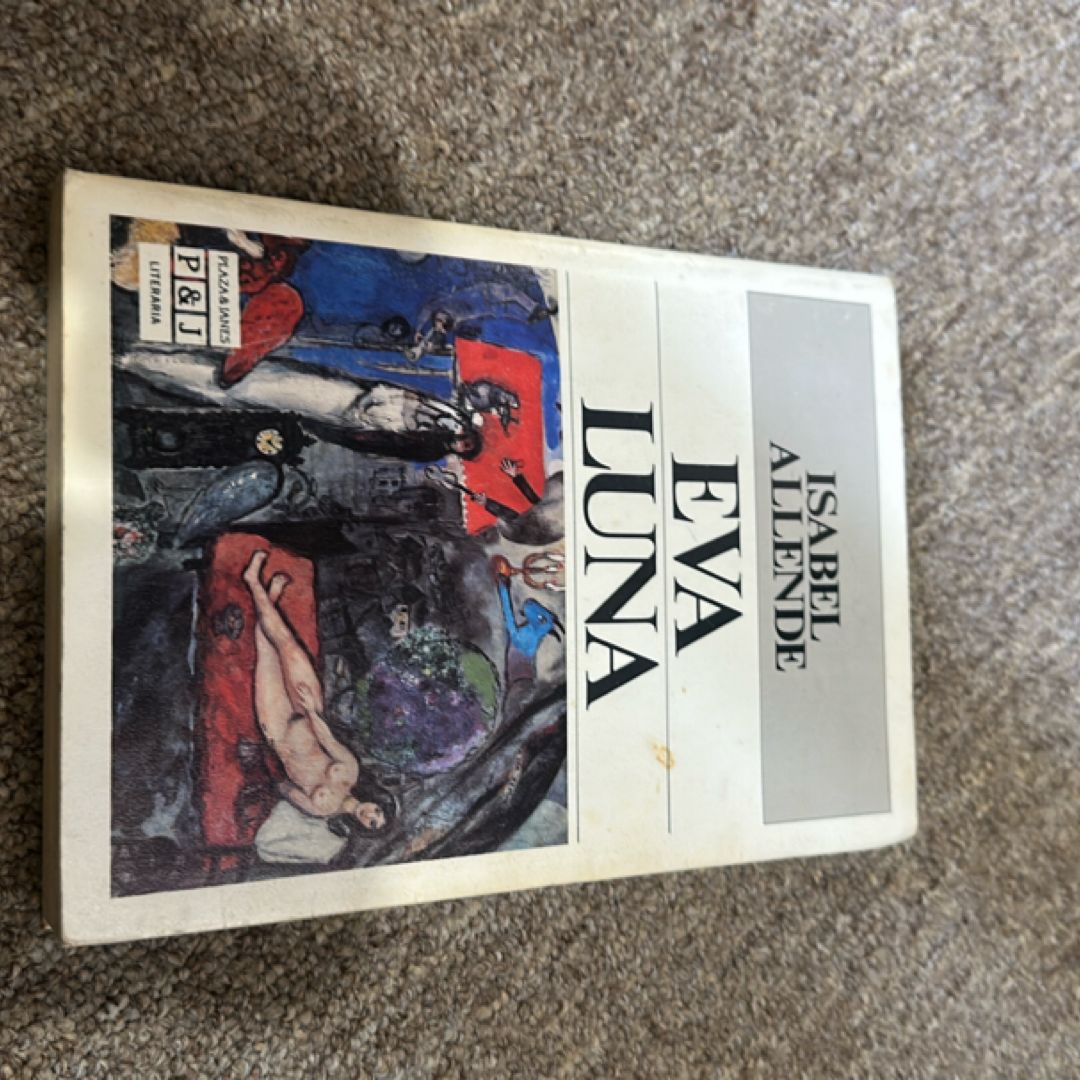 ISABEL
ALLENDE
EVA
LUNA
PLAZA & JANES
P & J
LITERARIA